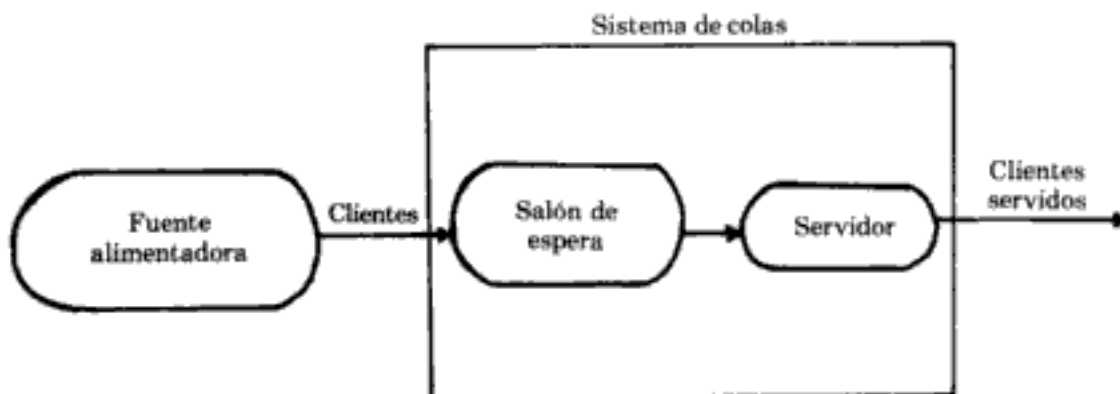 Sistema de colas
Fuente
alimentadora
Clientes
Salón de
espera
Servidor
Clientes
servidos